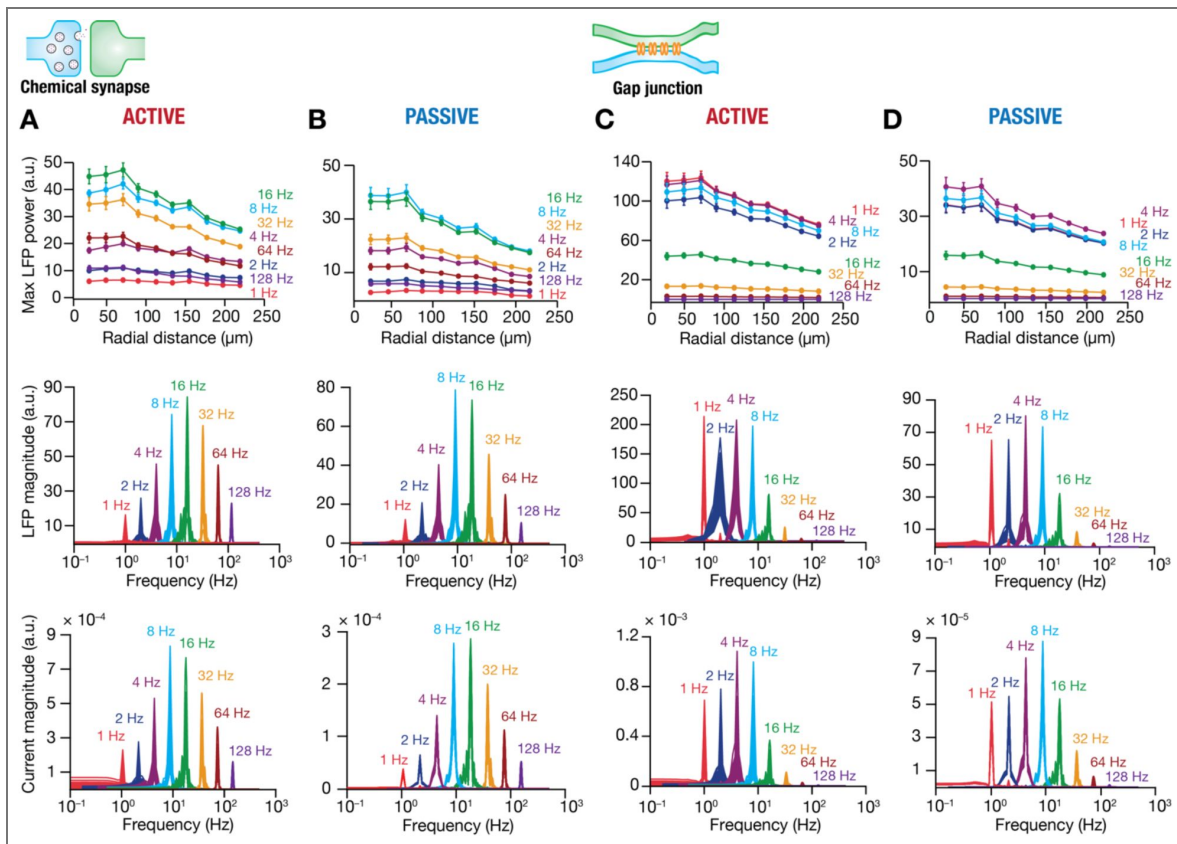 Chemical synapse
Gap junction
A
ACTIVE
B
PASSIVE
C
ACTIVE
D
PASSIVE
Max LFP power (a.u.)
50
40
30
20
10
0
0 50 100 150 200 250
Radial distance (µm)
16 Hz
8 Hz
32 Hz
4 Hz
64 Hz
2 Hz
128 Hz
1 Hz
50
30
10
0 50 100 150 200 250
Radial distance (µm)
8 Hz
16 Hz
32 Hz
4 Hz
64 Hz
2 Hz
128 Hz
1 Hz
140
100
60
20
0 50 100 150 200 250
Radial distance (µm)
1 Hz
4 Hz
8 Hz
2 Hz
16 Hz
32 Hz
64 Hz
128 Hz
50
30
10
0 50 100 150 200 250
Radial distance (µm)
4 Hz
1 Hz
2 Hz
8 Hz
16 Hz
32 Hz
64 Hz
128 Hz
LFP magnitude (a.u.)
90
70
50
30
10
1 Hz
2 Hz
4 Hz
8 Hz
16 Hz
32 Hz
64 Hz
128 Hz
10⁻¹ 10⁰ 10¹ 10² 10³
Frequency (Hz)
80
60
40
20
0
1 Hz
2 Hz
4 Hz
8 Hz
16 Hz
32 Hz
64 Hz
128 Hz
10⁻¹ 10⁰ 10¹ 10² 10³
Frequency (Hz)
250
200
150
100
50
0
1 Hz
2 Hz
4 Hz
8 Hz
16 Hz
32 Hz
64 Hz
128 Hz
10⁻¹ 10⁰ 10¹ 10² 10³
Frequency (Hz)
90
70
50
30
10
1 Hz
2 Hz
4 Hz
8 Hz
16 Hz
32 Hz
64 Hz
128 Hz
10⁻¹ 10⁰ 10¹ 10² 10³
Frequency (Hz)
Current magnitude (a.u.)
× 10⁻⁴
9
7
4
1
1 Hz
2 Hz
4 Hz
8 Hz
16 Hz
32 Hz
64 Hz
128 Hz
10⁻¹ 10⁰ 10¹ 10² 10³
Frequency (Hz)
3 × 10⁻⁴
2
1
0
1 Hz
2 Hz
4 Hz
8 Hz
16 Hz
32 Hz
64 Hz
128 Hz
10⁻¹ 10⁰ 10¹ 10² 10³
Frequency (Hz)
× 10⁻³
1.2
0.8
0.4
0
1 Hz
2 Hz
4 Hz
8 Hz
16 Hz
32 Hz
64 Hz
128 Hz
10⁻¹ 10⁰ 10¹ 10² 10³
Frequency (Hz)
× 10⁻⁵
9
7
5
3
1
1 Hz
2 Hz
4 Hz
8 Hz
16 Hz
32 Hz
64 Hz
128 Hz
10⁻¹ 10⁰ 10¹ 10² 10³
Frequency (Hz)